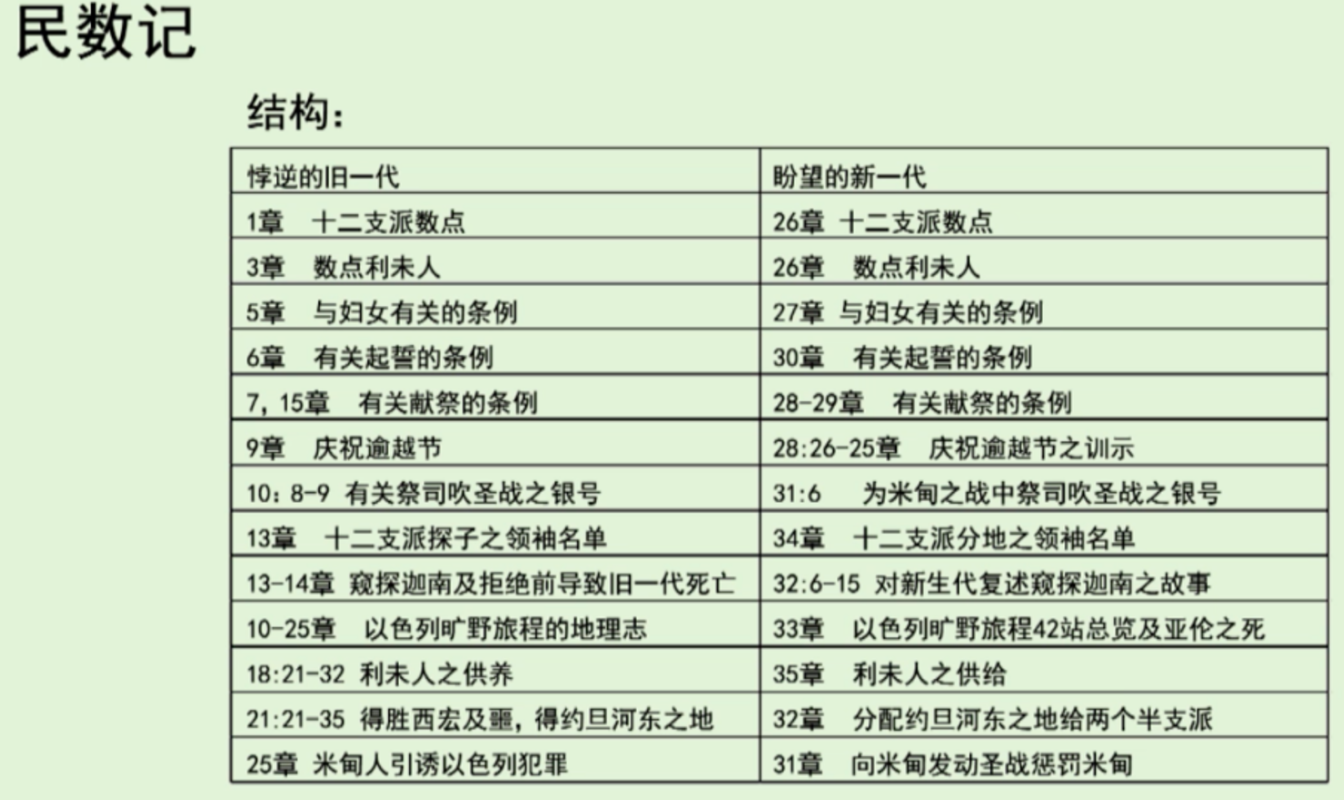 民数记
结构：
悖逆的旧一代 盼望的新一代
1章 十二支派数点 26章 十二支派数点
3章 数点利未人 26章 数点利未人
5章 与妇女有关的条例 27章 与妇女有关的条例
6章 有关起誓的条例 30章 有关起誓的条例
7，15章 有关献祭的条例 28-29章 有关献祭的条例
9章 庆祝逾越节 28:26-25章 庆祝逾越节之训示
10：8-9 有关祭司吹圣战之银号 31:6 为米甸之战中祭司吹圣战之银号
13章 十二支派探子之领袖名单 34章 十二支派分地之领袖名单
13-14章 窥探迦南及拒绝前导致旧一代死亡 32:6-15 对新生代复述窥探迦南之故事
10-25章 以色列旷野旅程的地理志 33章 以色列旷野旅程42站总览及亚伦之死
18:21-32 利未人之供养 35章 利未人之供给
21:21-35 得胜西宏及噩，得约旦河东之地 32章 分配约旦河东之地给两个半支派
25章 米甸人引诱以色列犯罪 31章 向米甸发动圣战惩罚米甸